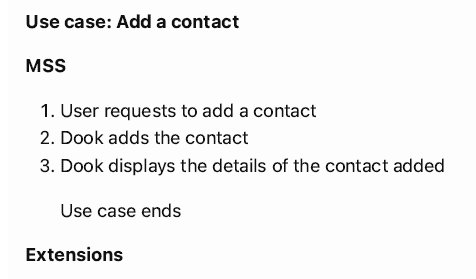 Use case: Add a contact
MSS
1. User requests to add a contact
2. Dook adds the contact
3. Dook displays the details of the contact added
Use case ends
Extensions